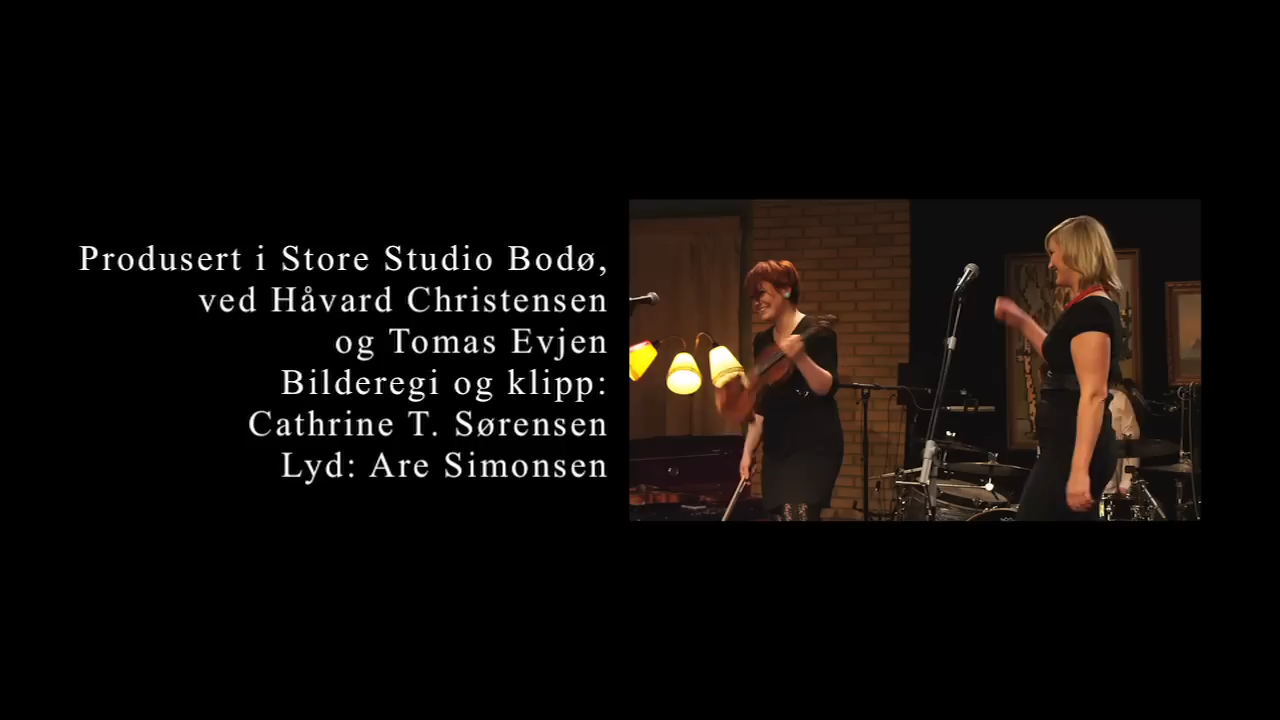 Produsert i Store Studio Bodø,
ved Håvard Christensen
og Tomas Evjen
Bilderegi og klipp:
Cathrine T. Sørensen
Lyd: Are Simonsen